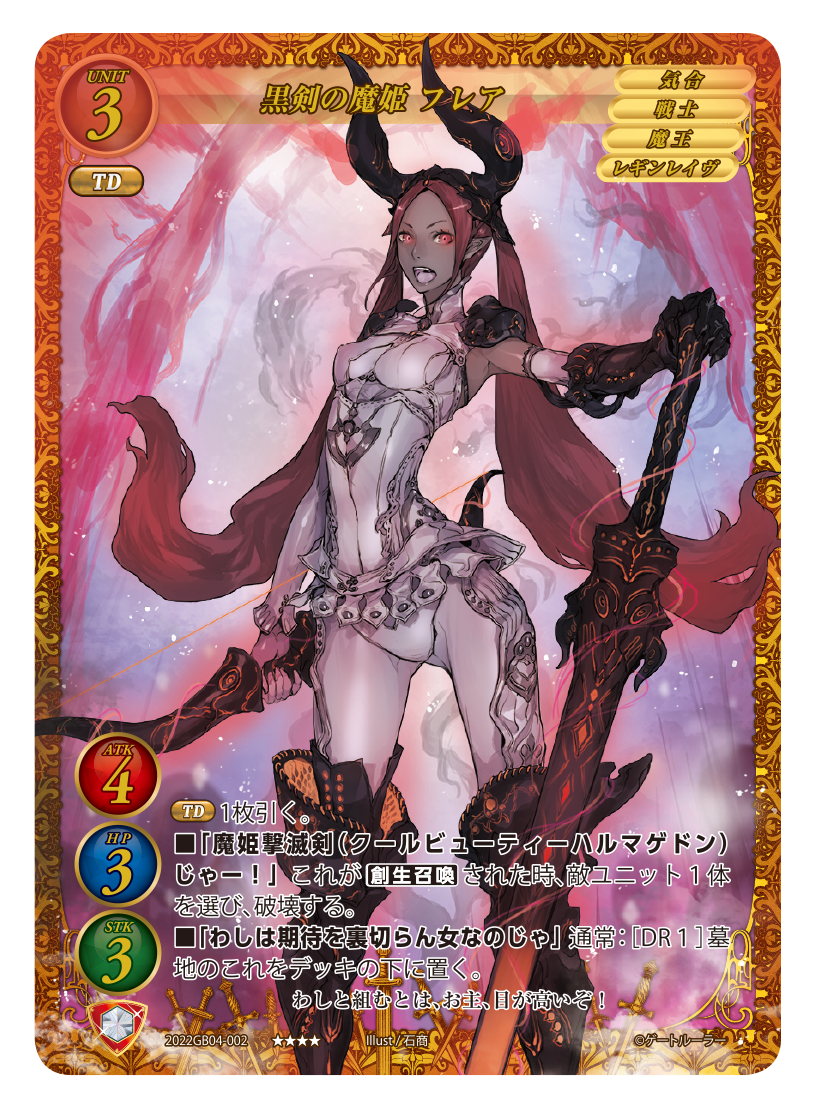 UNIT
3
黒剣の魔姫 フレア
気合
戦士
魔王
レギンレイヴ
TD
ATK
4
HP
3
STK
3
TD 1枚引く。
■「魔姫撃滅剣(クールビューティーハルマゲドン)
じゃー!」 これが 創生召喚 された時、敵ユニット1体
を選び、破壊する。
■「わしは期待を裏切らん女なのじゃ」 通常:[DR1]墓
地のこれをデッキの下に置く。
わしと組むとは、お主、目が高いぞ!
2022GB04-002 ★★★★ Illust/石商 ©ゲートルーラー